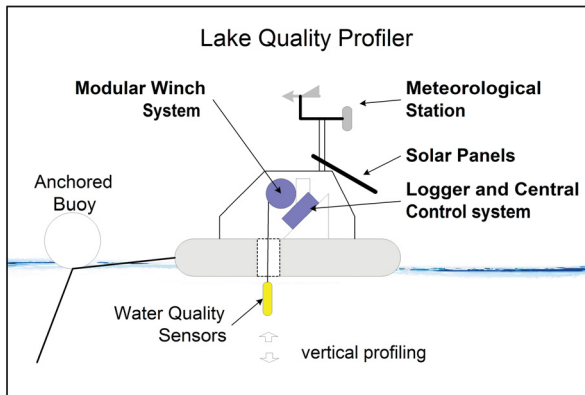 Lake Quality Profiler
Modular Winch
System
Meteorological
Station
Solar Panels
Anchored
Buoy
Logger and Central
Control system
Water Quality
Sensors
vertical profiling